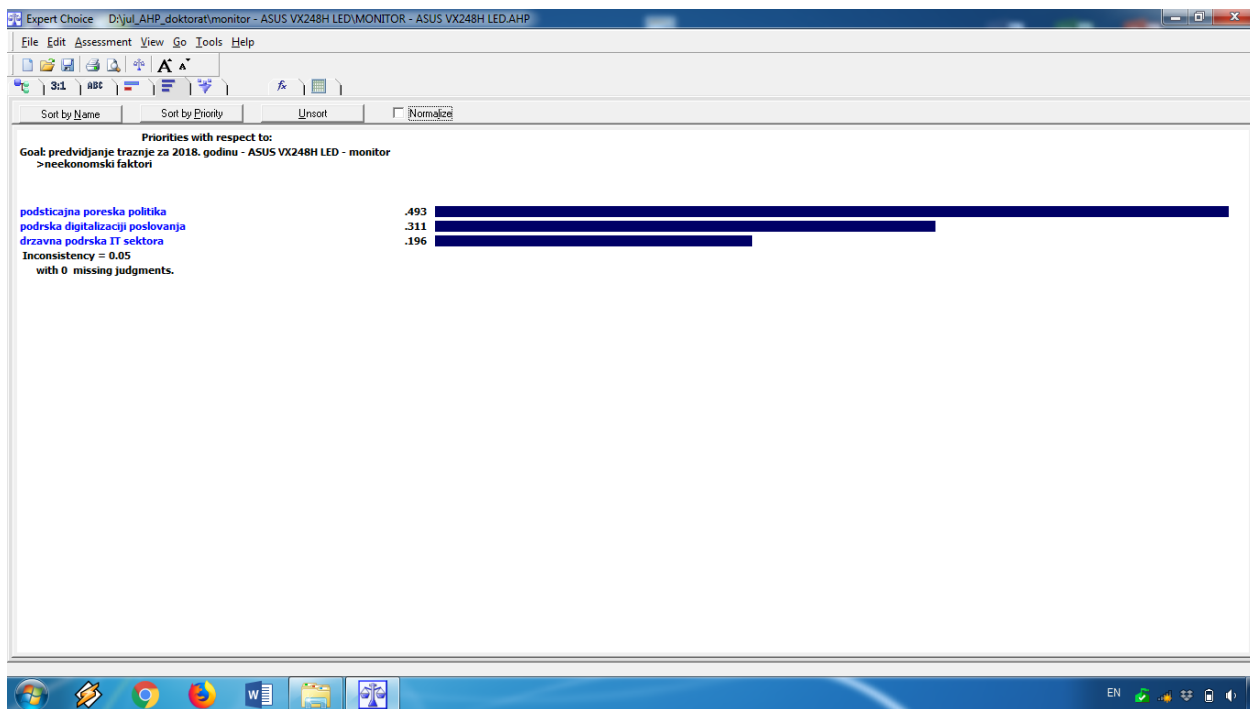 Expert Choice D:\jul_AHP_doktorat\monitor - ASUS VX248H LED\MONITOR - ASUS VX248H LED.AHP
File Edit Assessment View Go Tools Help
A A
3:1 ABC fx
Sort by Name Sort by Priority Unsort Normalize
Priorities with respect to:
Goal: predvidjanje traznje za 2018. godinu - ASUS VX248H LED - monitor
>neekonomski faktori
podsticajna poreska politika .493
podrska digitalizaciji poslovanja .311
drzavna podrska IT sektora .196
Inconsistency = 0.05
with 0 missing judgments.
W EN